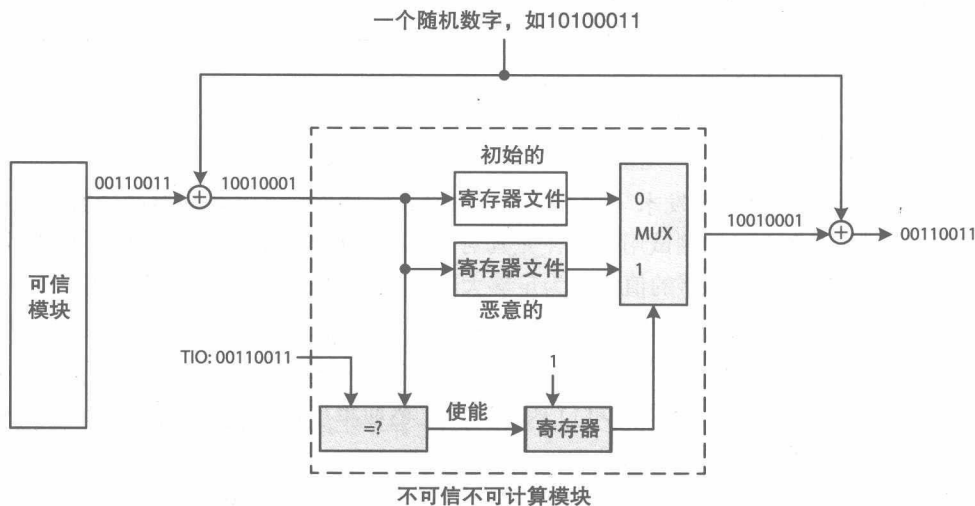 一个随机数字，如10100011
00110011
10010001
可信
模块
初始的
寄存器文件
寄存器文件
恶意的
0
MUX
1
10010001
00110011
TIO: 00110011
=?
使能
1
寄存器
不可信不可计算模块